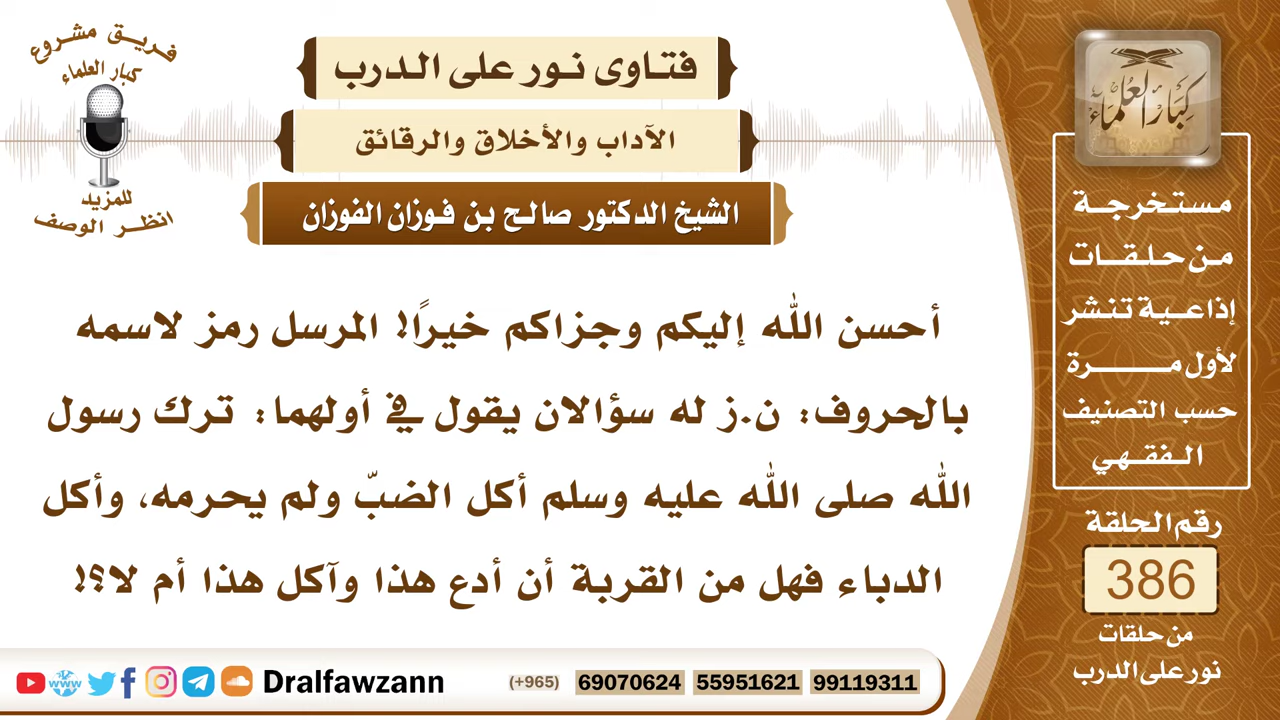 فريق مشروع
كبار العلماء
للمزيد
انظر الوصف
فتاوى نور على الدرب
الآداب والأخلاق والرقائق
الشيخ الدكتور صالح بن فوزان الفوزان
أحسن الله إليكم وجزاكم خيرًا! المرسل رمز لاسمه
بالحروف: ن.ز له سؤالان يقول في أولهما: ترك رسول
الله صلى الله عليه وسلم أكل الضبّ ولم يحرمه، وأكل
الدباء فهل من القربة أن أدع هذا وآكل هذا أم لا؟!
كبار العلماء
مستخرجة
من حلقات
إذاعية تنشر
لأول مرة
حسب التصنيف
الفقهي
رقم الحلقة
386
من حلقات
نور على الدرب
www Dralfawzann (+965) 69070624 55951621 99119311